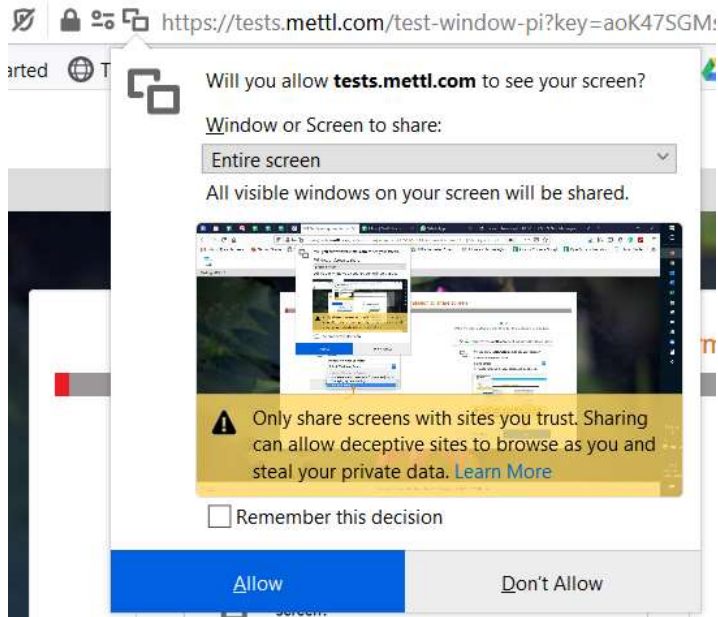 https://tests.mettl.com/test-window-pi?key=aoK47SGMs
arted
Will you allow tests.mettl.com to see your screen?
Window or Screen to share:
Entire screen
All visible windows on your screen will be shared.
Only share screens with sites you trust. Sharing
can allow deceptive sites to browse as you and
steal your private data. Learn More
Remember this decision
Allow
Don't Allow